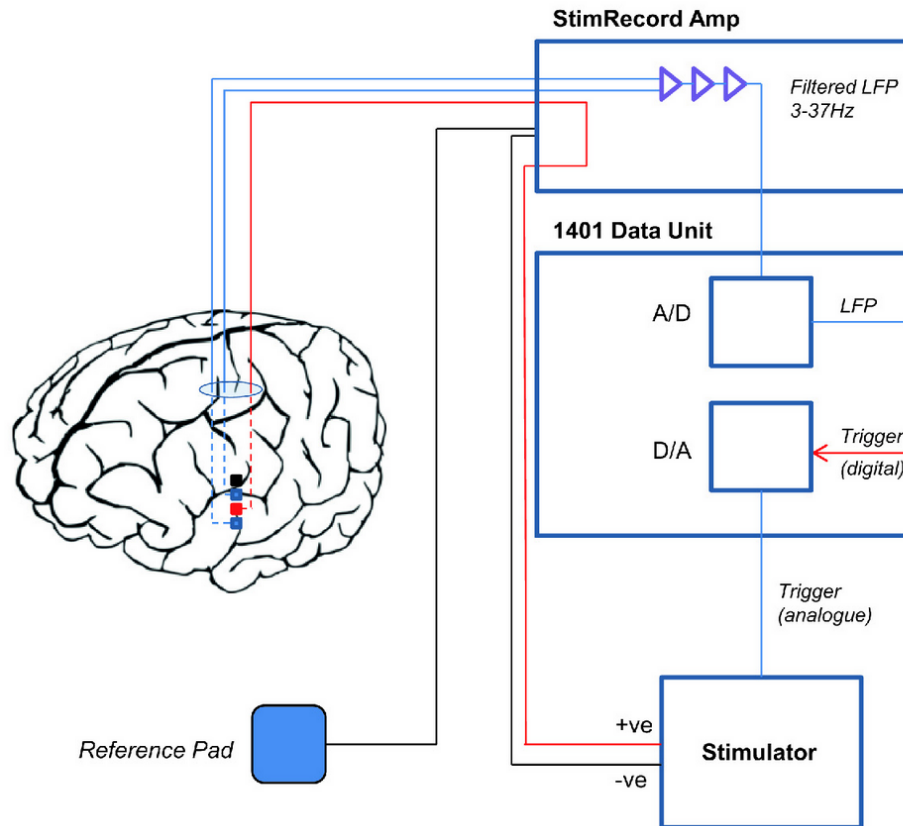 StimRecord Amp
Filtered LFP
3-37Hz
1401 Data Unit
A/D
LFP
D/A
Trigger
(digital)
Trigger
(analogue)
+ve
Stimulator
-ve
Reference Pad